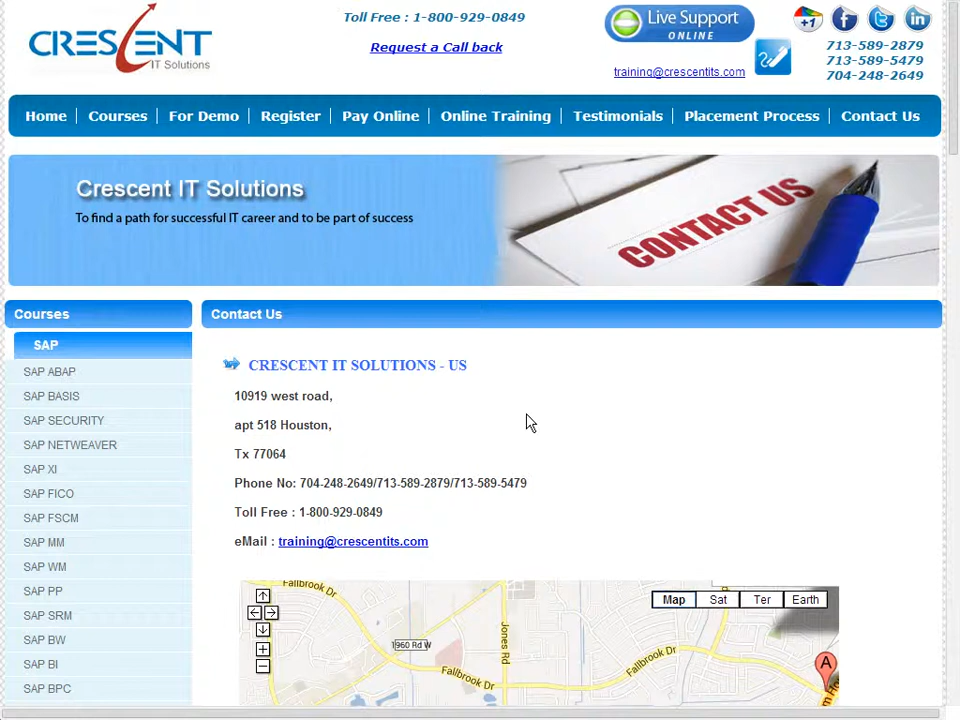 CRESCENT
IT Solutions
Toll Free : 1-800-929-0849
Request a Call back
Live Support
ONLINE
training@crescentits.com
+1
f
t
in
713-589-2879
713-589-5479
704-248-2649
Home
Courses
For Demo
Register
Pay Online
Online Training
Testimonials
Placement Process
Contact Us
Crescent IT Solutions
To find a path for successful IT career and to be part of success
CONTACT US
Courses
SAP
SAP ABAP
SAP BASIS
SAP SECURITY
SAP NETWEAVER
SAP XI
SAP FICO
SAP FSCM
SAP MM
SAP WM
SAP PP
SAP SRM
SAP BW
SAP BI
SAP BPC
Contact Us
CRESCENT IT SOLUTIONS - US
10919 west road,
apt 518 Houston,
Tx 77064
Phone No: 704-248-2649/713-589-2879/713-589-5479
Toll Free : 1-800-929-0849
eMail : training@crescentits.com
Map
Sat
Ter
Earth
Fallbrook Dr
1960 Rd W
Jones Rd
Fallbrook Dr
Fallbrook Dr
A